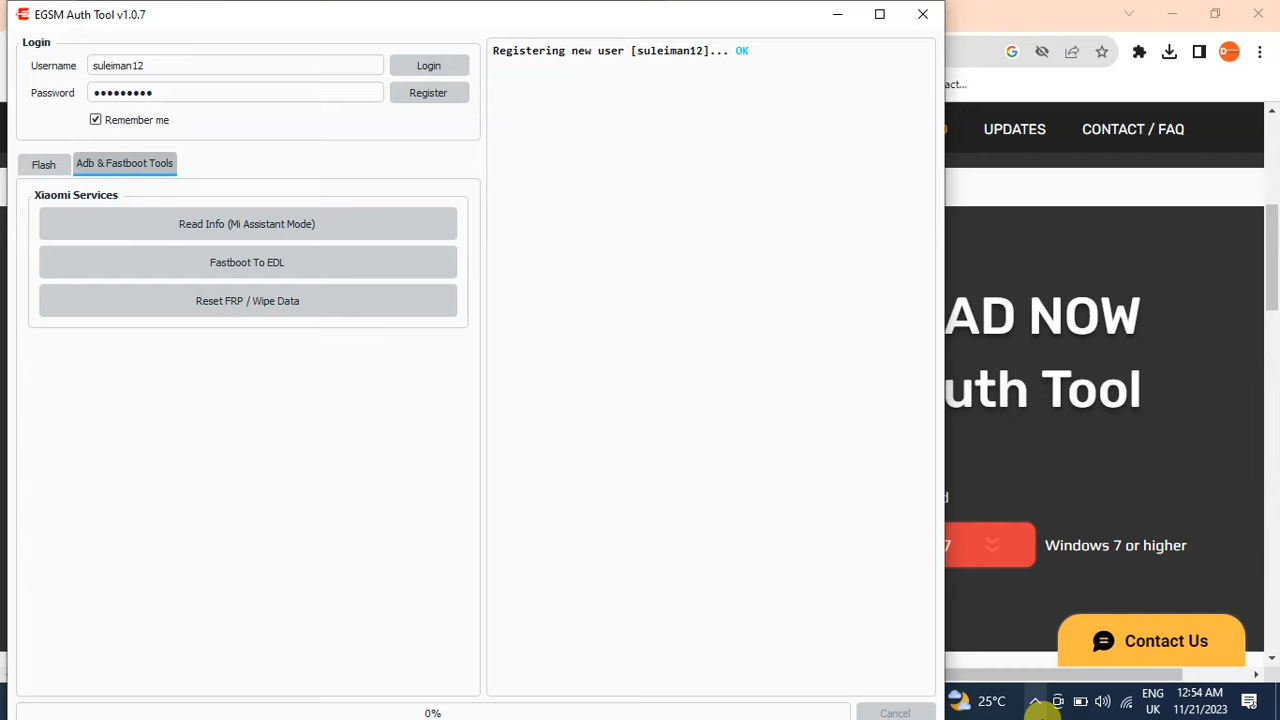 EGSM Auth Tool v1.0.7
Login
Username
suleiman12
Login
Password
•••••••••
Register
Remember me
Flash
Adb & Fastboot Tools
Xiaomi Services
Read Info (Mi Assistant Mode)
Fastboot To EDL
Reset FRP / Wipe Data
Registering new user [suleiman12]... OK
0%
Cancel
act...
UPDATES
CONTACT / FAQ
AD NOW
uth Tool
d
7
Windows 7 or higher
Contact Us
25°C
ENG
UK
12:54 AM
11/21/2023